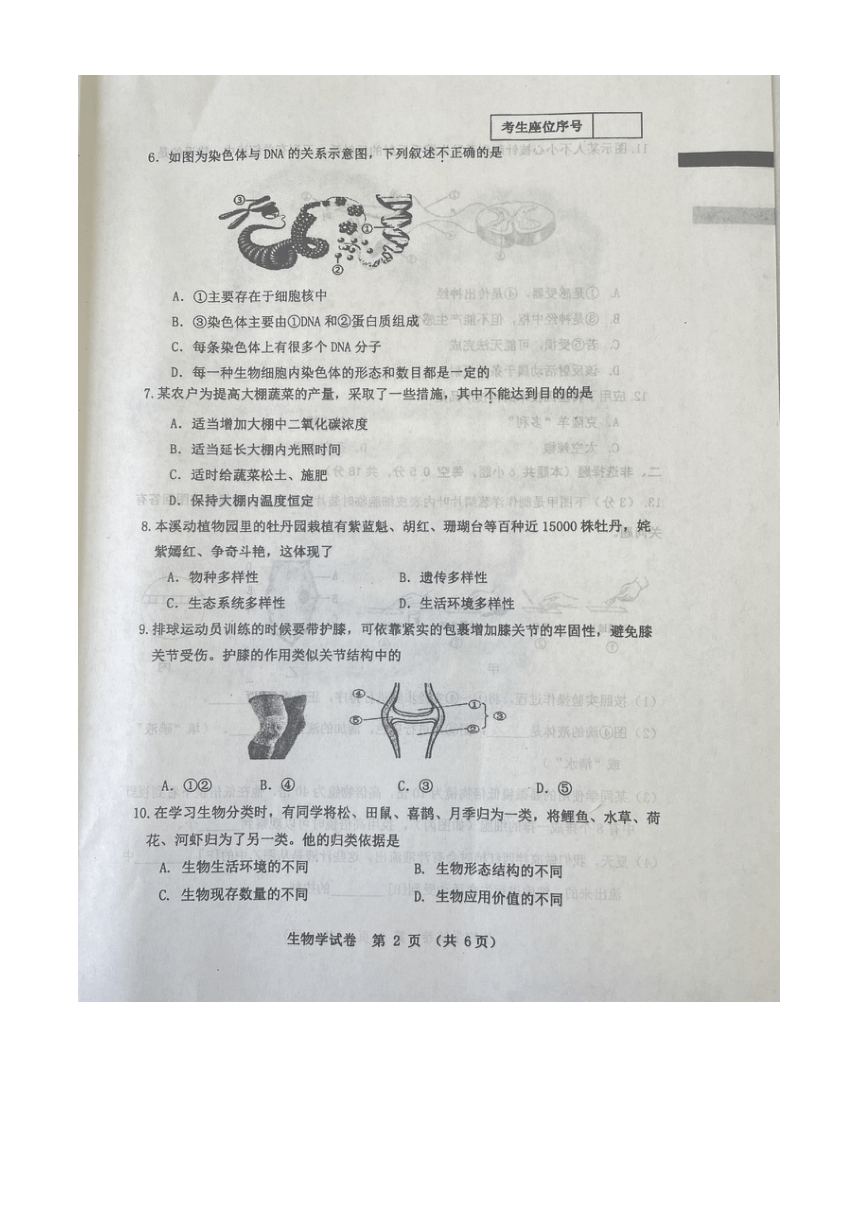 考生座位序号
6. 如图为染色体与 DNA 的关系示意图，下列叙述不正确的是
③
①
②
A. ①主要存在于细胞核中
B. ③染色体主要由①DNA 和②蛋白质组成
C. 每条染色体上有很多个 DNA 分子
D. 每一种生物细胞内染色体的形态和数目都是一定的
7. 某农户为提高大棚蔬菜的产量，采取了一些措施，其中不能达到目的的是
A. 适当增加大棚中二氧化碳浓度
B. 适当延长大棚内光照时间
C. 适时给蔬菜松土、施肥
D. 保持大棚内温度恒定
8. 本溪动植物园里的牡丹园栽植有紫蓝魁、胡红、珊瑚台等百种近 15000 株牡丹，姹
紫嫣红、争奇斗艳，这体现了
A. 物种多样性 B. 遗传多样性
C. 生态系统多样性 D. 生活环境多样性
9. 排球运动员训练的时候要带护膝，可依靠紧实的包裹增加膝关节的牢固性，避免膝
关节受伤。护膝的作用类似关节结构中的
④
①
③
⑤
②
A. ①② B. ④ C. ③ D. ⑤
10. 在学习生物分类时，有同学将松、田鼠、喜鹊、月季归为一类，将鲤鱼、水草、荷
花、河虾归为了另一类。他的归类依据是
A. 生物生活环境的不同 B. 生物形态结构的不同
C. 生物现存数量的不同 D. 生物应用价值的不同
生物学试卷 第 2 页 （共 6 页）